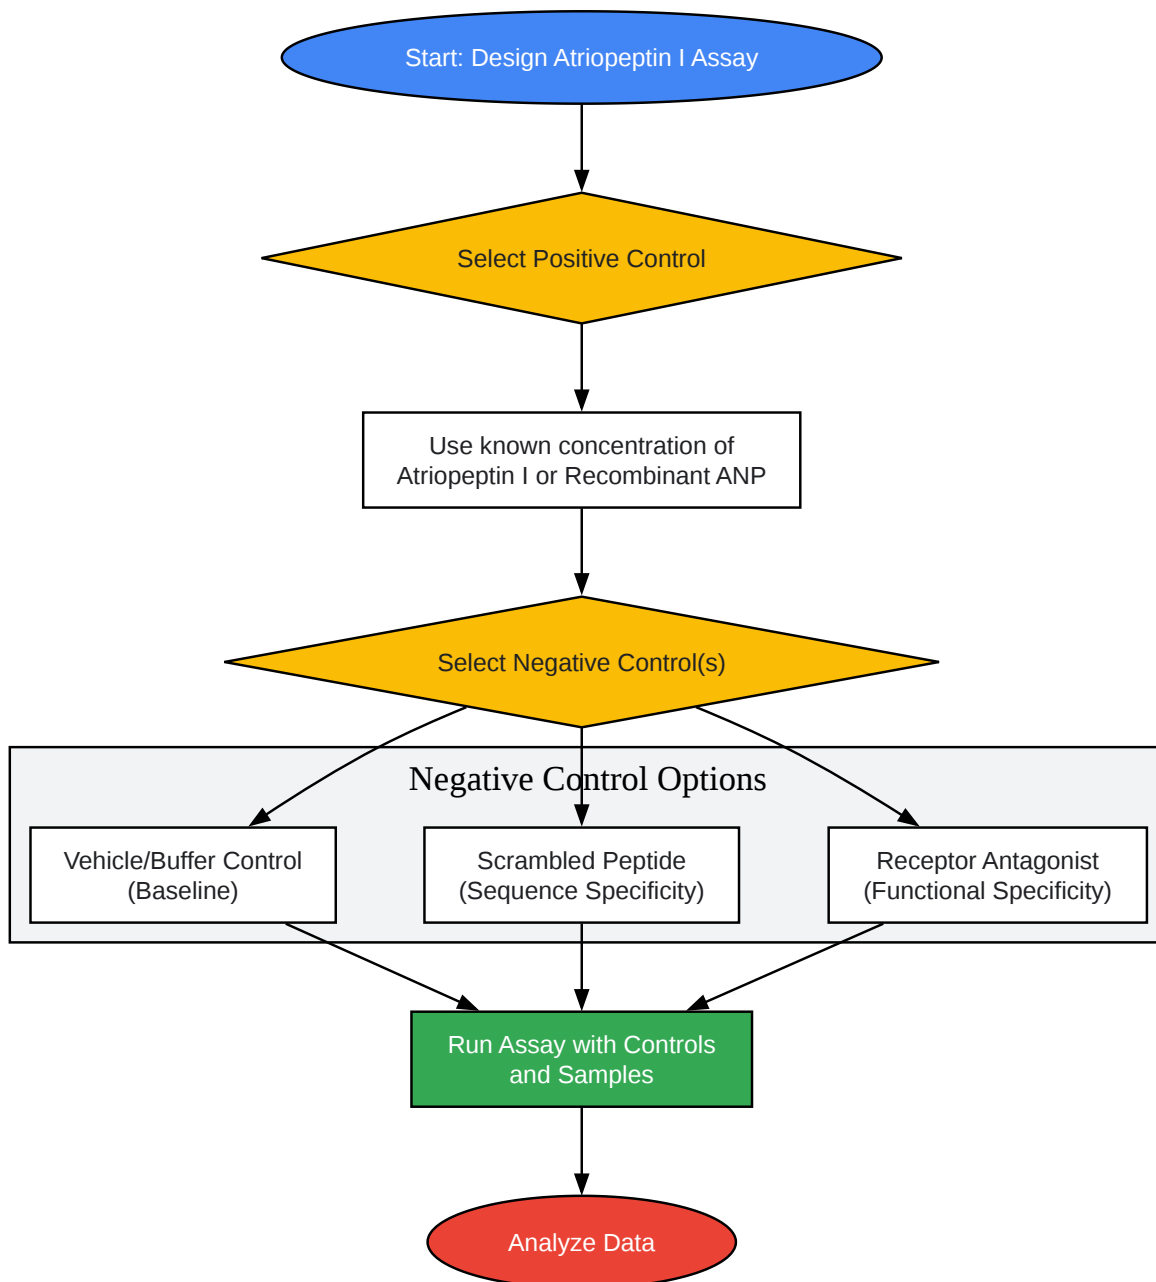 Start: Design Atriopeptin I Assay
Select Positive Control
Use known concentration of
Atriopeptin I or Recombinant ANP
Select Negative Control(s)
Negative Control Options
Vehicle/Buffer Control
(Baseline)
Scrambled Peptide
(Sequence Specificity)
Receptor Antagonist
(Functional Specificity)
Run Assay with Controls
and Samples
Analyze Data